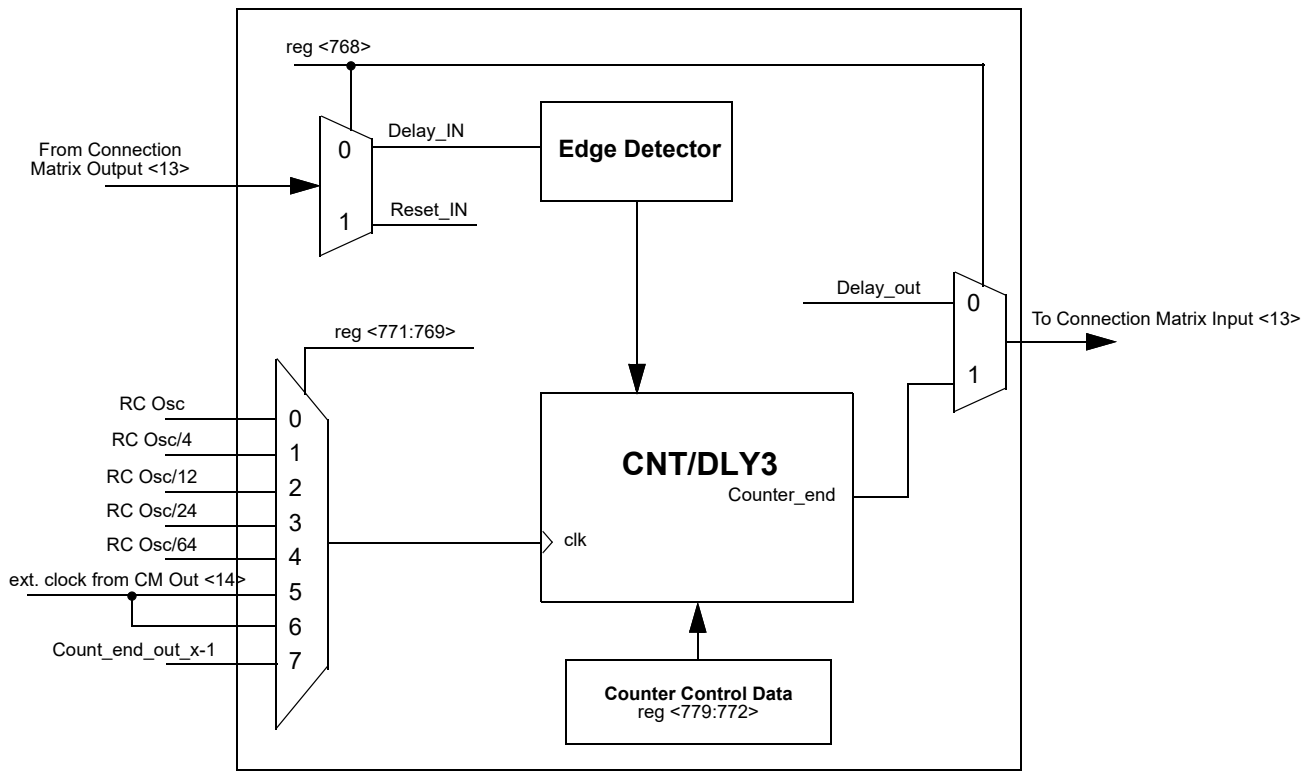 reg <768>
From Connection
Matrix Output <13>
0
1
Delay_IN
Reset_IN
Edge Detector
Delay_out
0
1
To Connection Matrix Input <13>
reg <771:769>
RC Osc
RC Osc/4
RC Osc/12
RC Osc/24
RC Osc/64
ext. clock from CM Out <14>
Count_end_out_x-1
0
1
2
3
4
5
6
7
CNT/DLY3
Counter_end
clk
Counter Control Data
reg <779:772>